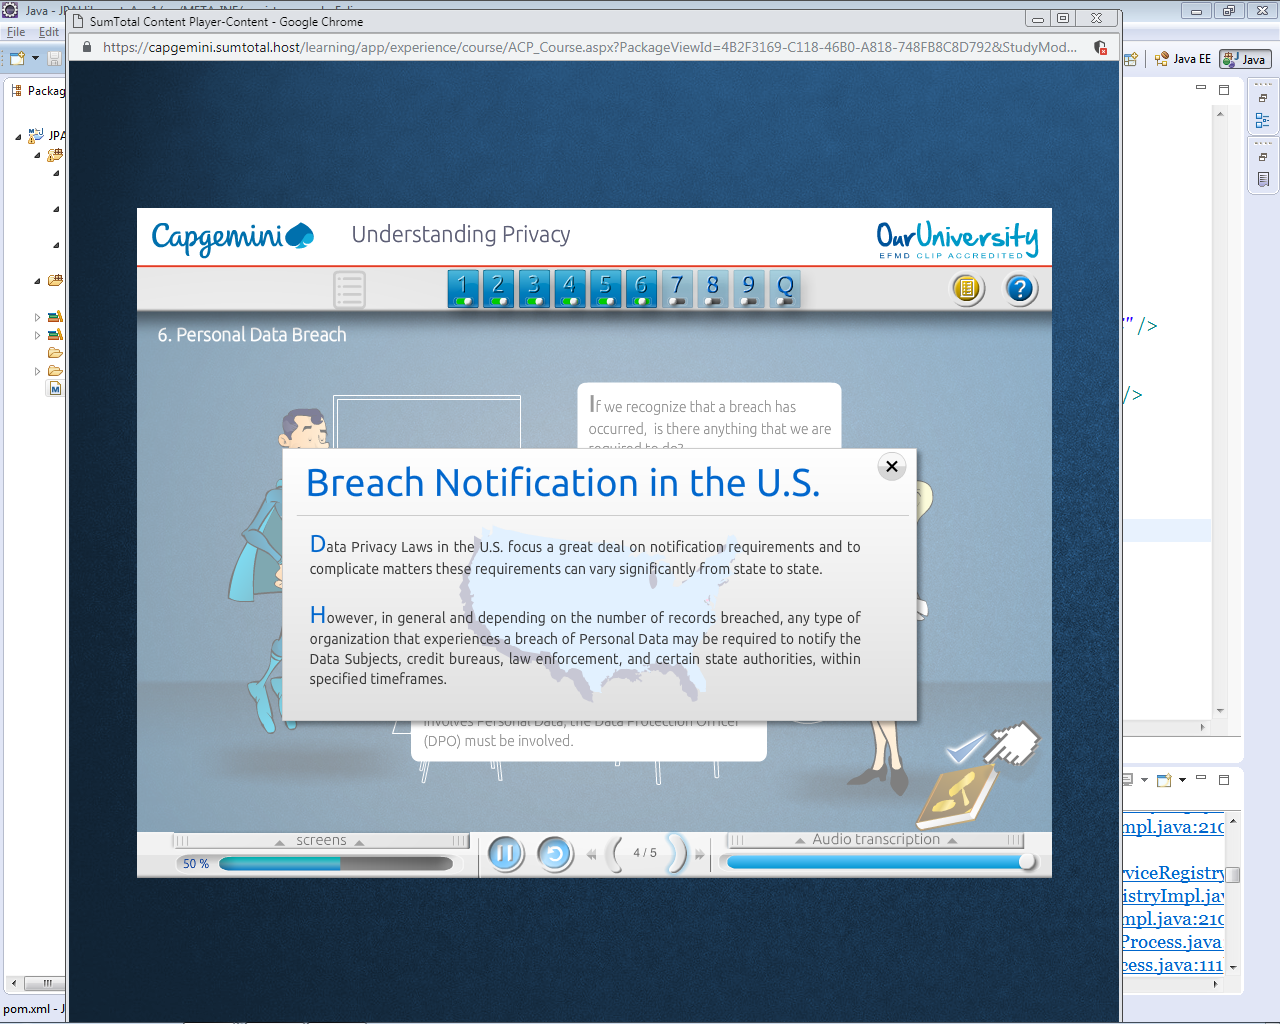 Java - JPA
SumTotal Content Player-Content - Google Chrome
File Edit
https://capgemini.sumtotal.host/learning/app/experience/course/ACP_Course.aspx?PackageViewId=4B2F3169-C118-46B0-A818-748FB8C8D792&StudyMod...
Java EE
Java
Packag
JPA
Capgemini
Understanding Privacy
OurUniversity
EFMD CLIP ACCREDITED
1 2 3 4 5 6 7 8 9 Q
?
6. Personal Data Breach
" />
/>
If we recognize that a breach has
occurred, is there anything that we are
required to do?
Breach Notification in the U.S.
Data Privacy Laws in the U.S. focus a great deal on notification requirements and to
complicate matters these requirements can vary significantly from state to state.
However, in general and depending on the number of records breached, any type of
organization that experiences a breach of Personal Data may be required to notify the
Data Subjects, credit bureaus, law enforcement, and certain state authorities, within
specified timeframes.
involves Personal Data, the Data Protection Officer
(DPO) must be involved.
screens
50 %
4 / 5
Audio transcription
mpl.java:210
rviceRegistry
istryImpl.jav
mpl.java:210
Process.java
cess.java:111
pom.xml - J